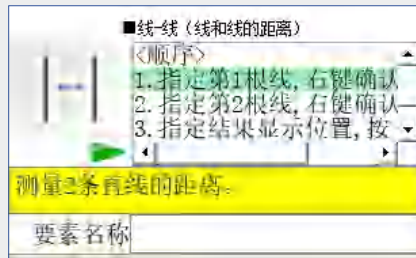 ■线-线（线和线的距离）
<顺序>
1.指定第1根线,右键确认
2.指定第2根线,右键确认
3.指定结果显示位置,按
测量2条直线的距离。
要素名称